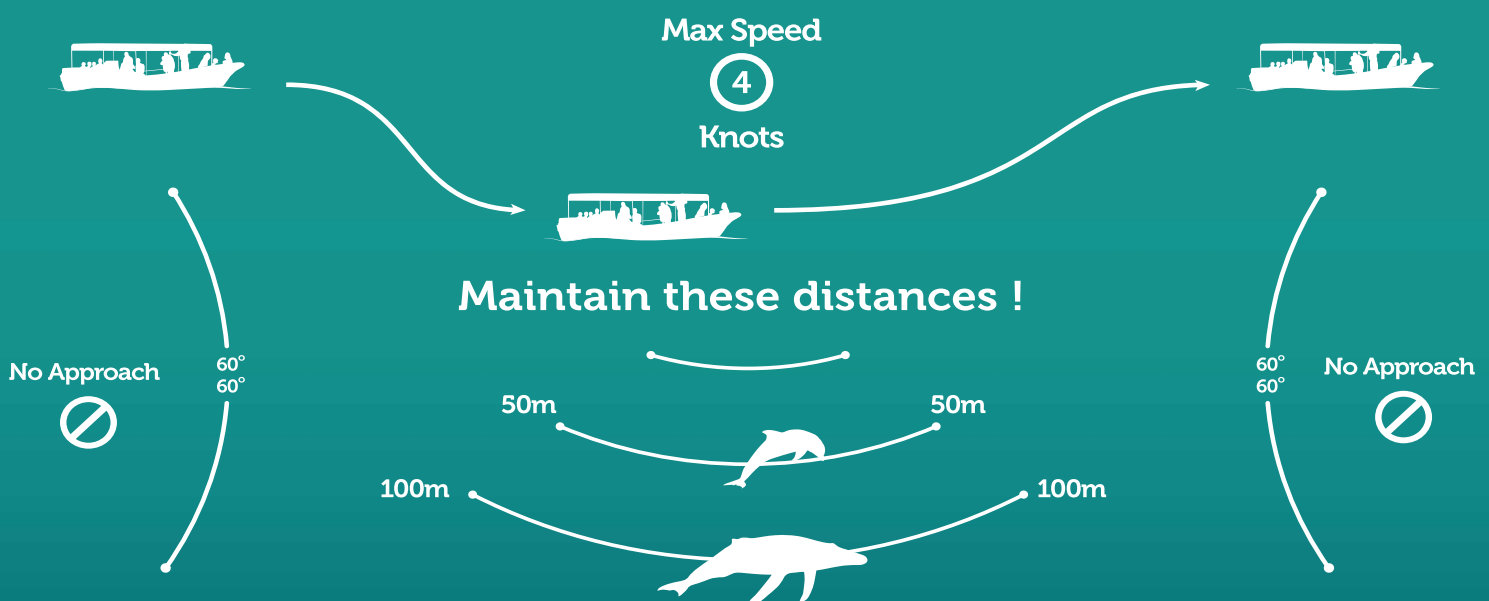 Max Speed
4
Knots
Maintain these distances !
60°
60°
No Approach
60°
60°
No Approach
50m
50m
100m
100m